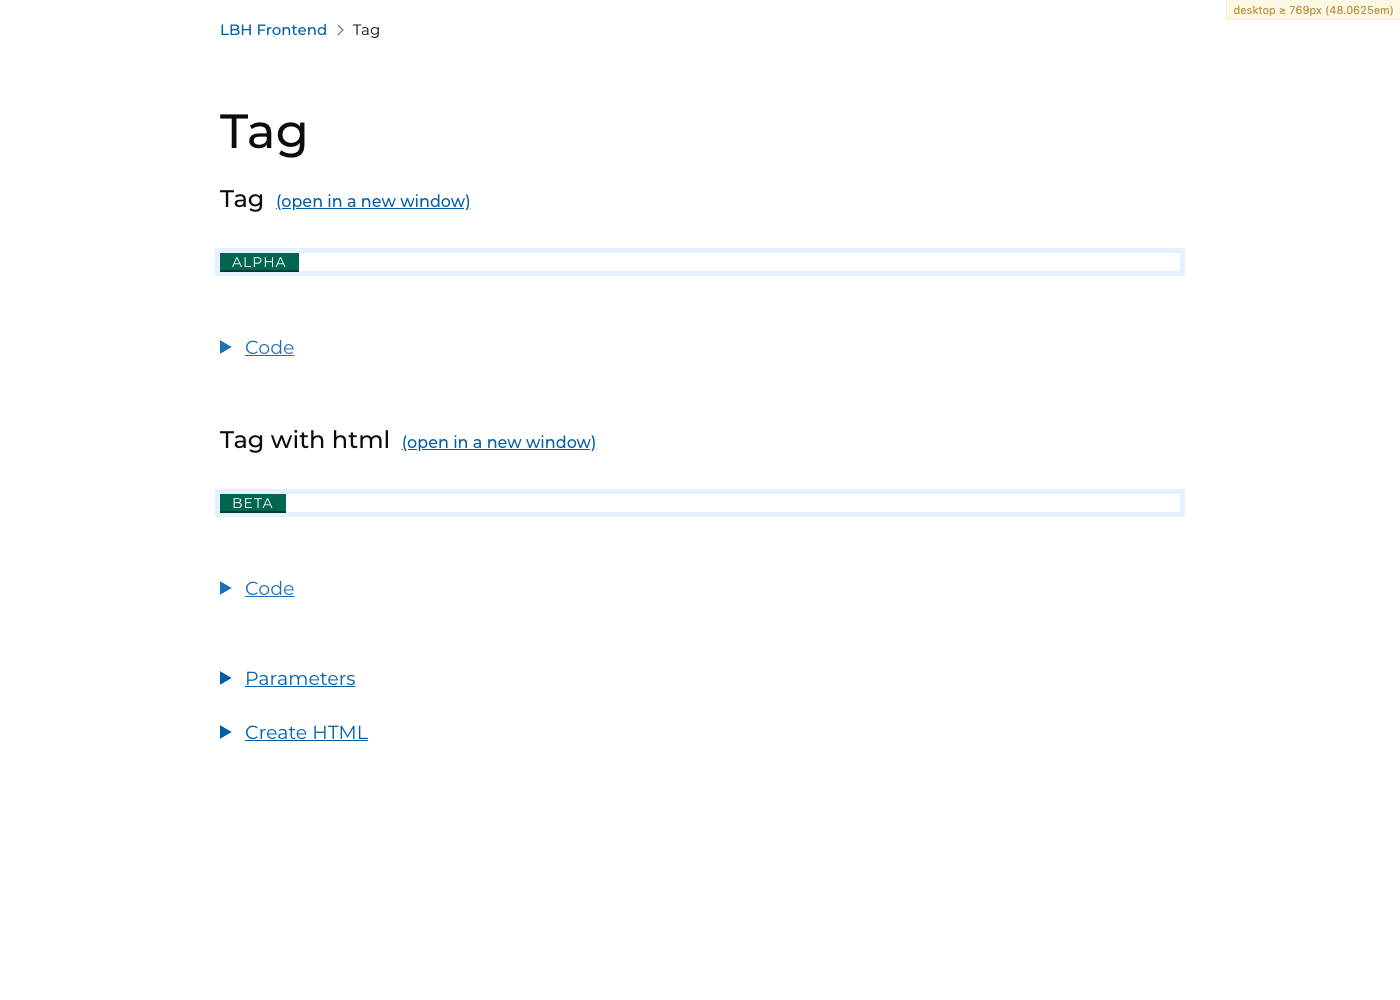 desktop ≥ 769px (48.0625em)
LBH Frontend > Tag
Tag
Tag (open in a new window)
ALPHA
Code
Tag with html (open in a new window)
BETA
Code
Parameters
Create HTML